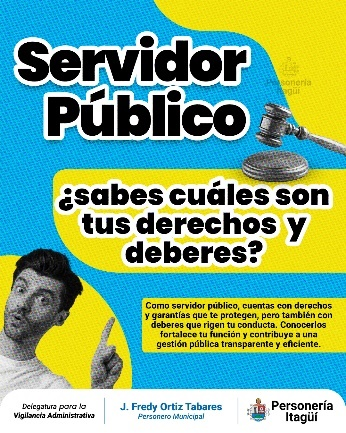 Servidor
Público
Personería
Itagüí
¿sabes cuáles son
tus derechos y
deberes?
Como servidor público, cuentas con derechos
y garantías que te protegen, pero también con
deberes que rigen tu conducta. Conocerlos
fortalece tu función y contribuye a una
gestión pública transparente y eficiente.
Delegatura para la
Vigilancia Administrativa
J. Fredy Ortiz Tabares
Personero Municipal
Personería
Itagüí